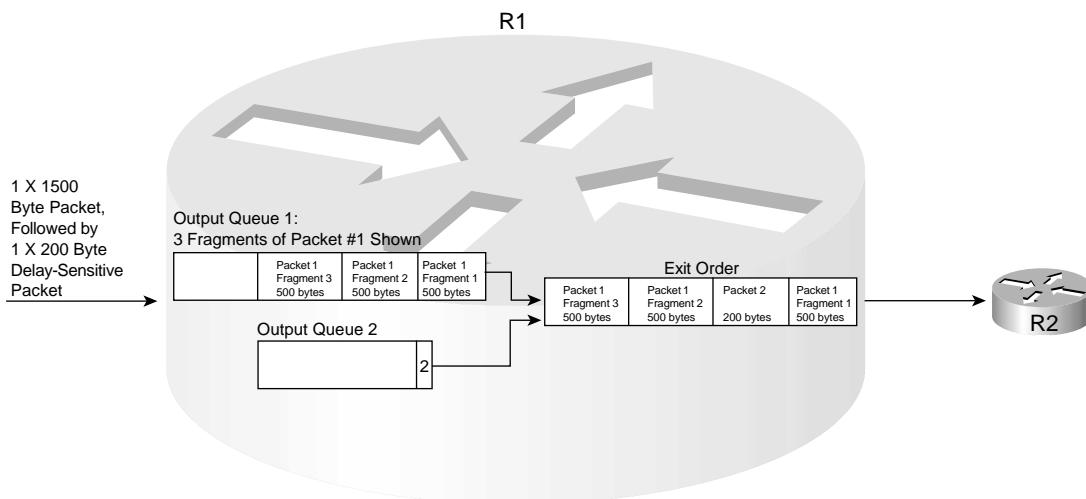 R1
1 X 1500
Byte Packet,
Followed by
1 X 200 Byte
Delay-Sensitive
Packet
Output Queue 1:
3 Fragments of Packet #1 Shown
Packet 1
Fragment 3
500 bytes
Packet 1
Fragment 2
500 bytes
Packet 1
Fragment 1
500 bytes
Output Queue 2
2
Exit Order
Packet 1
Fragment 3
500 bytes
Packet 1
Fragment 2
500 bytes
Packet 2
200 bytes
Packet 1
Fragment 1
500 bytes
R2